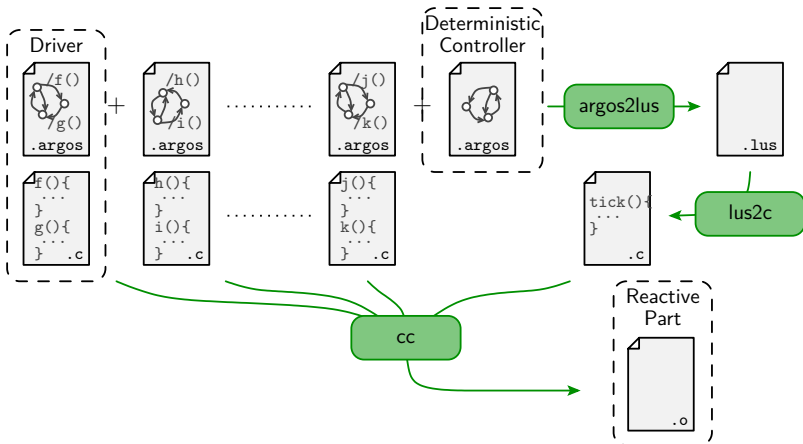 Driver
Deterministic
Controller
/f()
/g()
.argos
+
/h()
/i()
.argos
..........
/j()
/k()
.argos
+
.argos
argos2lus
.lus
f(){
...
}
g(){
...
}
.c
h(){
...
}
i(){
...
}
.c
..........
j(){
...
}
k(){
...
}
.c
tick(){
...
}
.c
lus2c
cc
Reactive
Part
.o